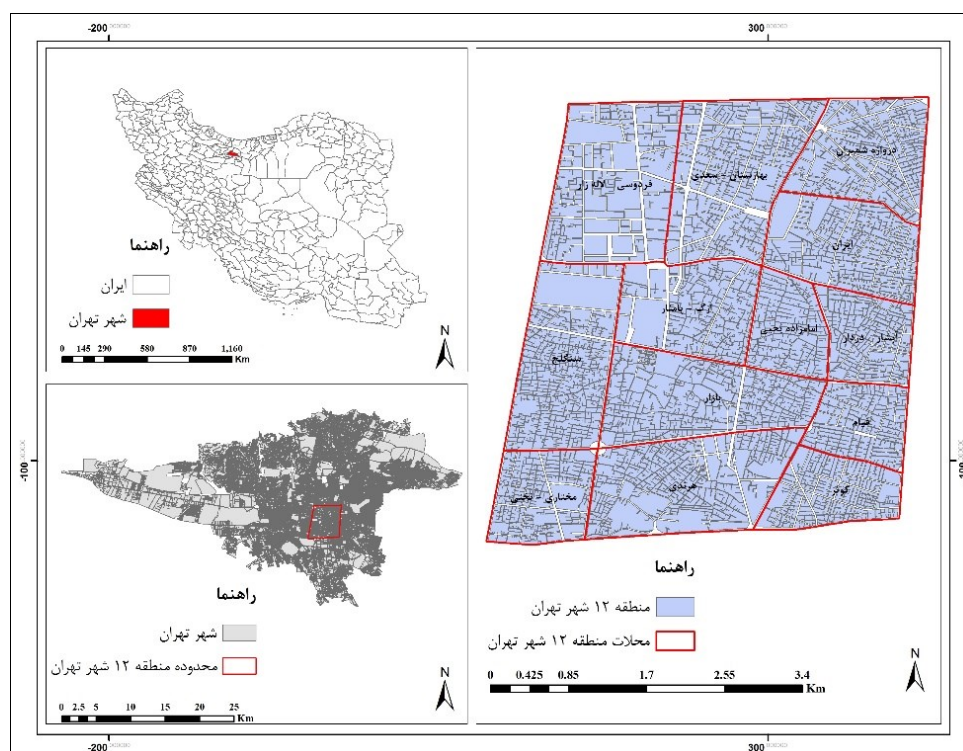 -200
300
راهنما
ایران
شهر تهران
N
0 145 290 580 870 1,160
Km
راهنما
شهر تهران
محدوده منطقه ۱۲ شهر تهران
N
0 2.5 5 10 15 20 25
Km
دروازه شمیران
بهارستان - سعدی
فردوسی - لاله زار
ایران
ارگ - پامنار
امامزاده یحیی
آبشار - دردار
سنگلج
بازار
قیام
هرندی
کوثر
مختاری - تختی
راهنما
منطقه ۱۲ شهر تهران
محلات منطقه ۱۲ شهر تهران
N
0 0.425 0.85 1.7 2.55 3.4
Km
-100
-100
-200
300